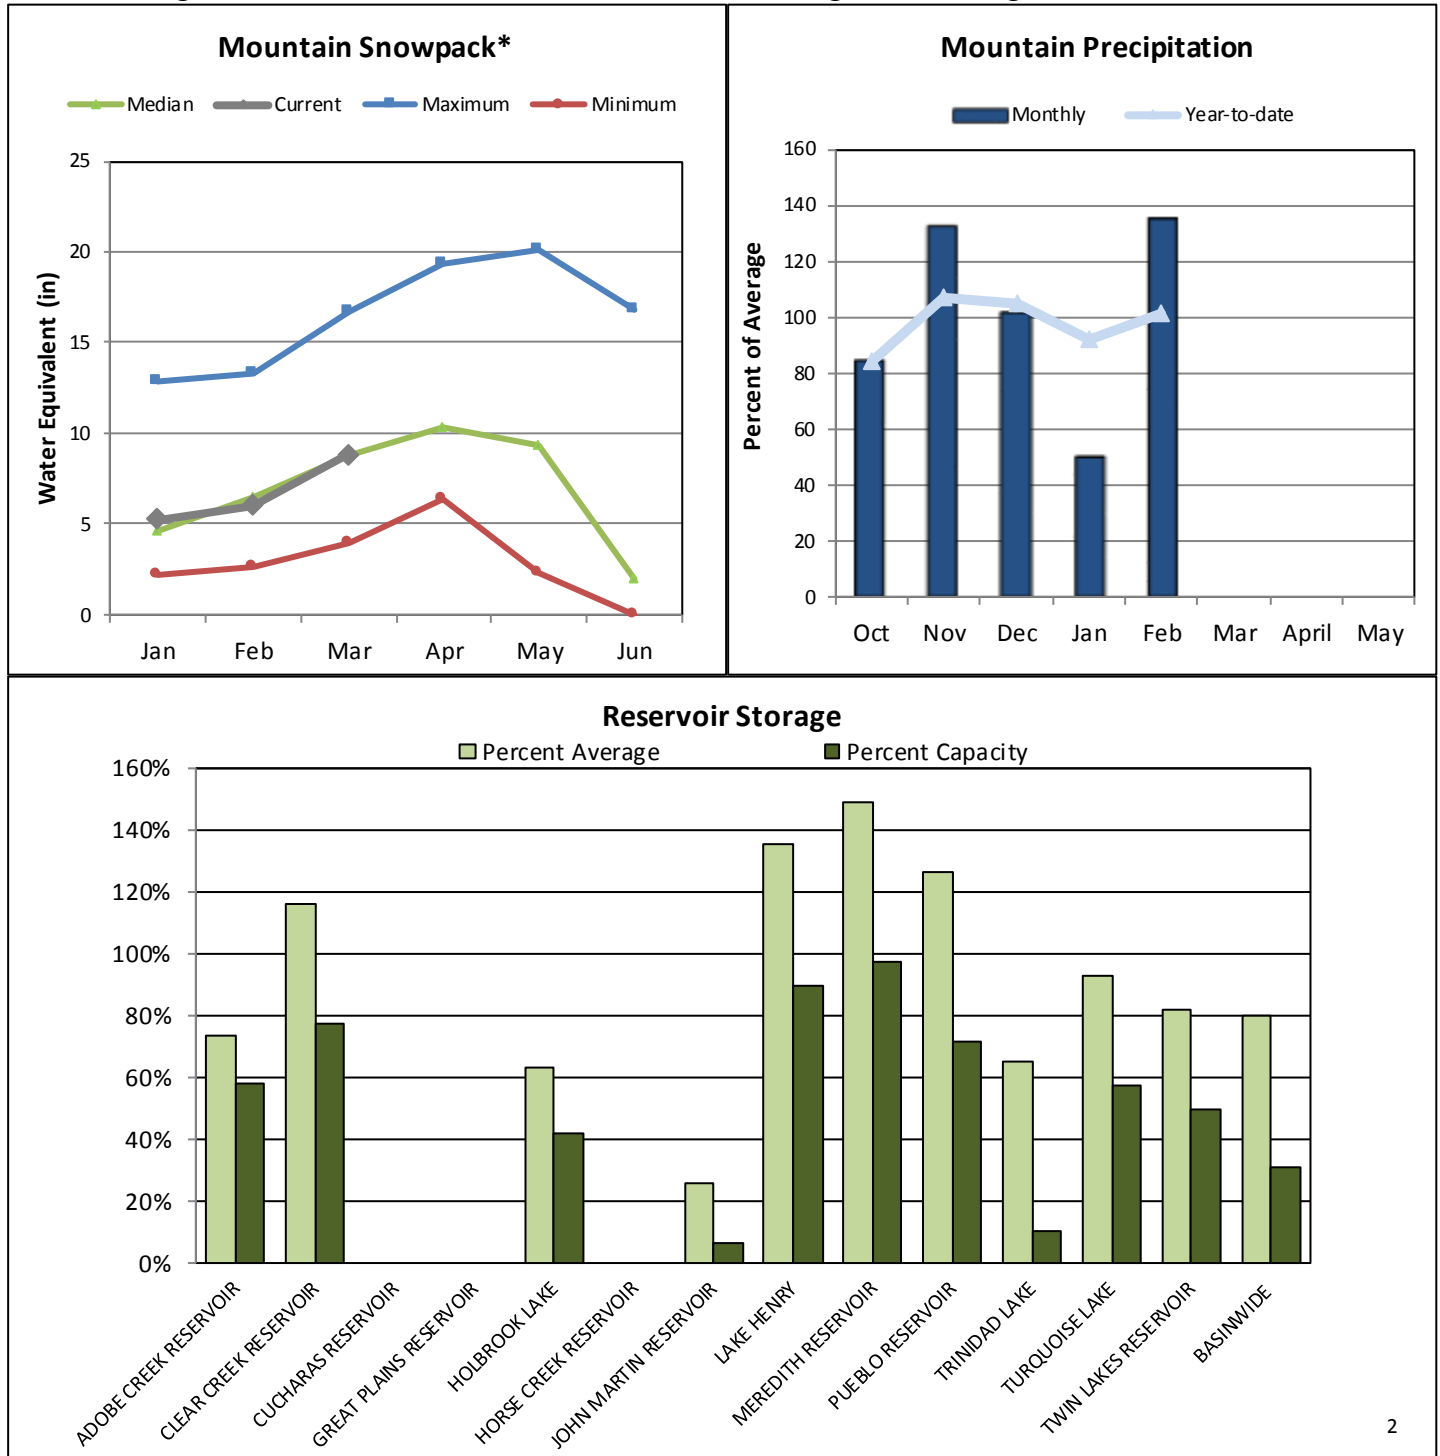 Mountain Snowpack*
Median Current Maximum Minimum
Water Equivalent (in)
25
20
15
10
5
0
Jan Feb Mar Apr May Jun
Mountain Precipitation
Monthly Year-to-date
Percent of Average
160
140
120
100
80
60
40
20
0
Oct Nov Dec Jan Feb Mar April May
Reservoir Storage
Percent Average Percent Capacity
160%
140%
120%
100%
80%
60%
40%
20%
0%
ADOBE CREEK RESERVOIR
CLEAR CREEK RESERVOIR
CUCHARAS RESERVOIR
GREAT PLAINS RESERVOIR
HOLBROOK LAKE
HORSE CREEK RESERVOIR
JOHN MARTIN RESERVOIR
LAKE HENRY
MEREDITH RESERVOIR
PUEBLO RESERVOIR
TRINIDAD LAKE
TURQUOISE LAKE
TWIN LAKES RESERVOIR
BASINWIDE
2